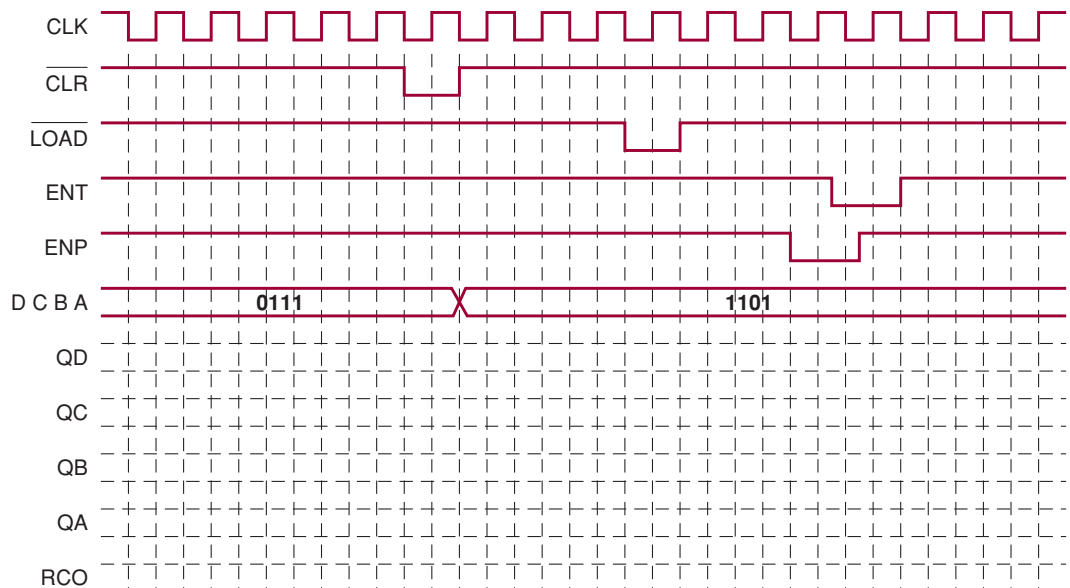 CLK
CLR
LOAD
ENT
ENP
D C B A 0111 1101
QD
QC
QB
QA
RCO